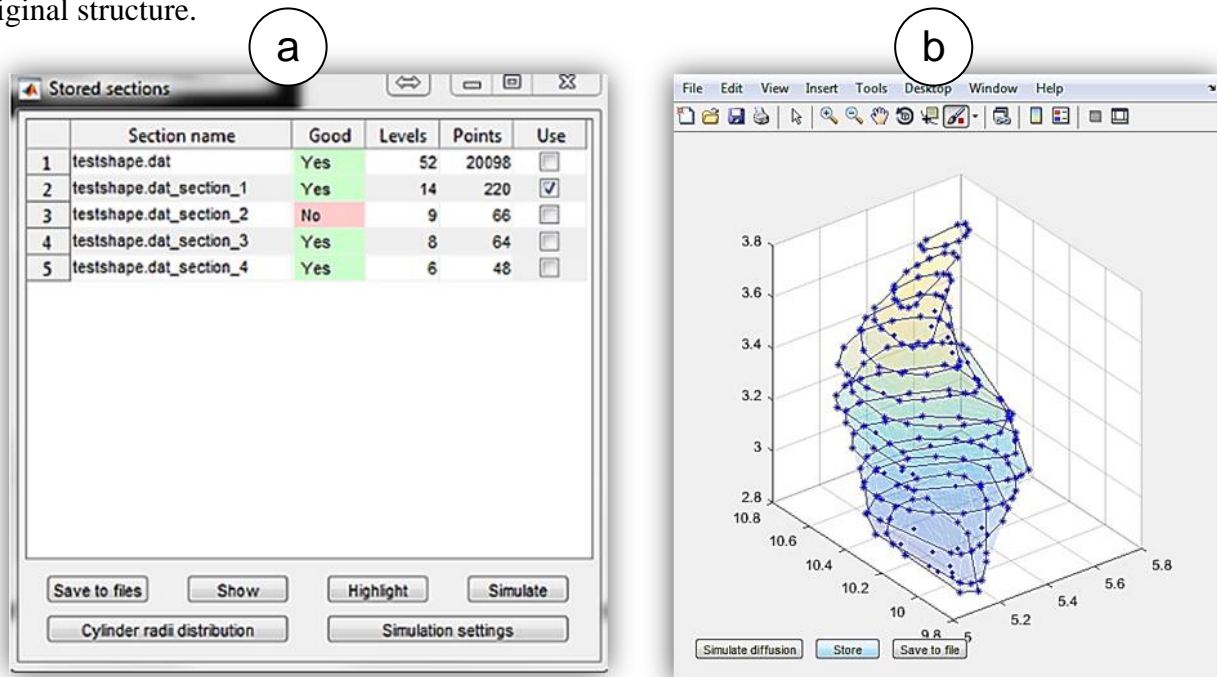 iginal structure.
a
b
Stored sections
Section name Good Levels Points Use
1 testshape.dat Yes 52 20098
2 testshape.dat_section_1 Yes 14 220
3 testshape.dat_section_2 No 9 66
4 testshape.dat_section_3 Yes 8 64
5 testshape.dat_section_4 Yes 6 48
Save to files Show Highlight Simulate
Cylinder radii distribution Simulation settings
File Edit View Insert Tools Desktop Window Help
3.8
3.6
3.4
3.2
3
2.8
10.8
10.6
10.4
10.2
10
9.8
5
5.2
5.4
5.6
5.8
Simulate diffusion Store Save to file